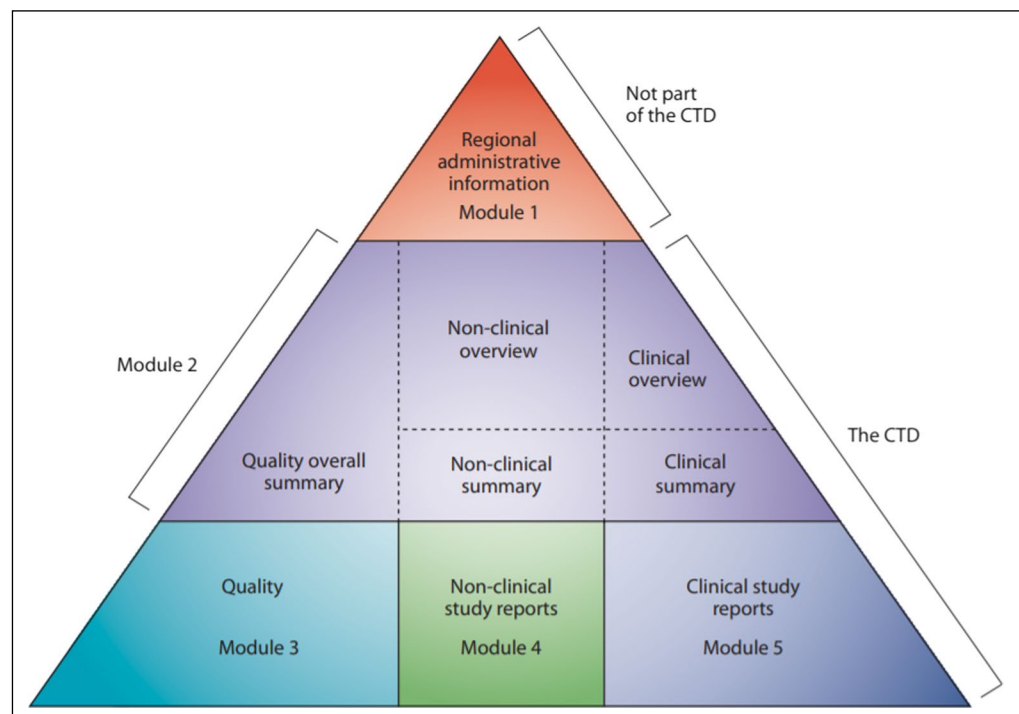 Not part
of the CTD
Regional
administrative
information
Module 1
Module 2
Non-clinical
overview
Clinical
overview
The CTD
Quality overall
summary
Non-clinical
summary
Clinical
summary
Quality
Module 3
Non-clinical
study reports
Module 4
Clinical study
reports
Module 5